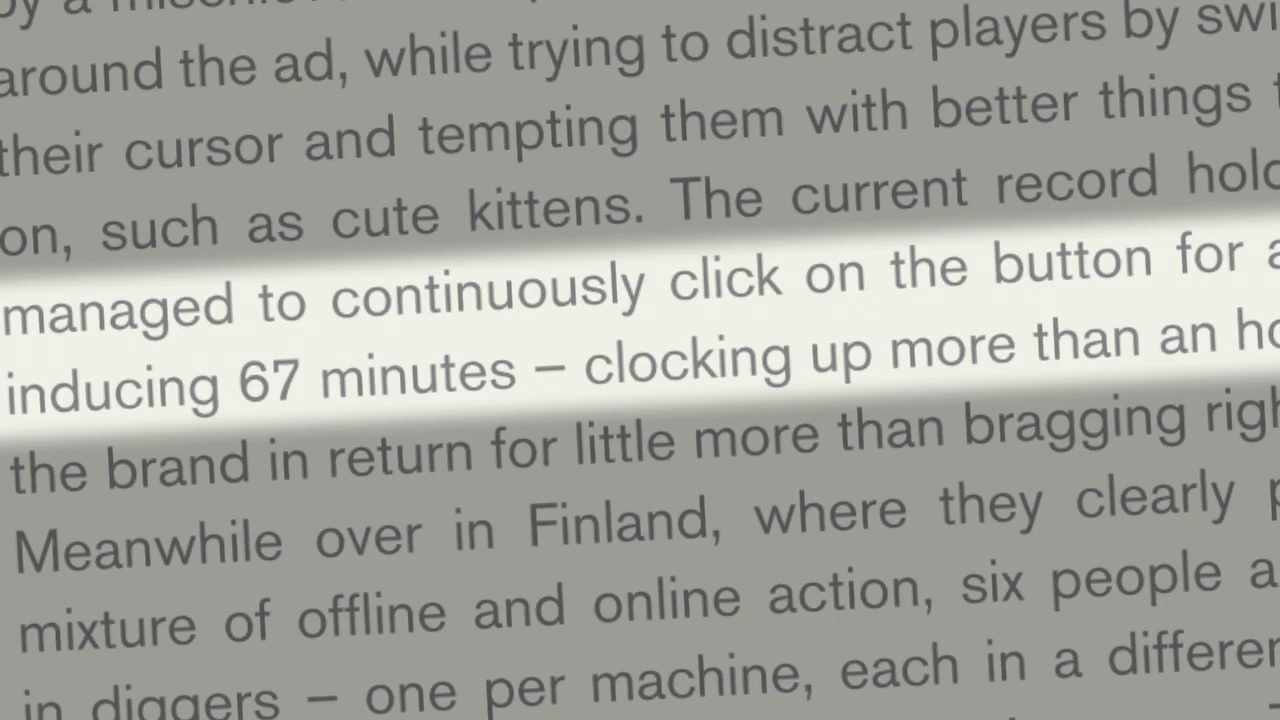 by a
around the ad, while trying to distract players by
their cursor and tempting them with better things
on, such as cute kittens. The current record
managed to continuously click on the button for
inducing 67 minutes – clocking up more than an
the brand in return for little more than bragging
Meanwhile over in Finland, where they clearly
mixture of offline and online action, six people
in diggers – one per machine, each in a